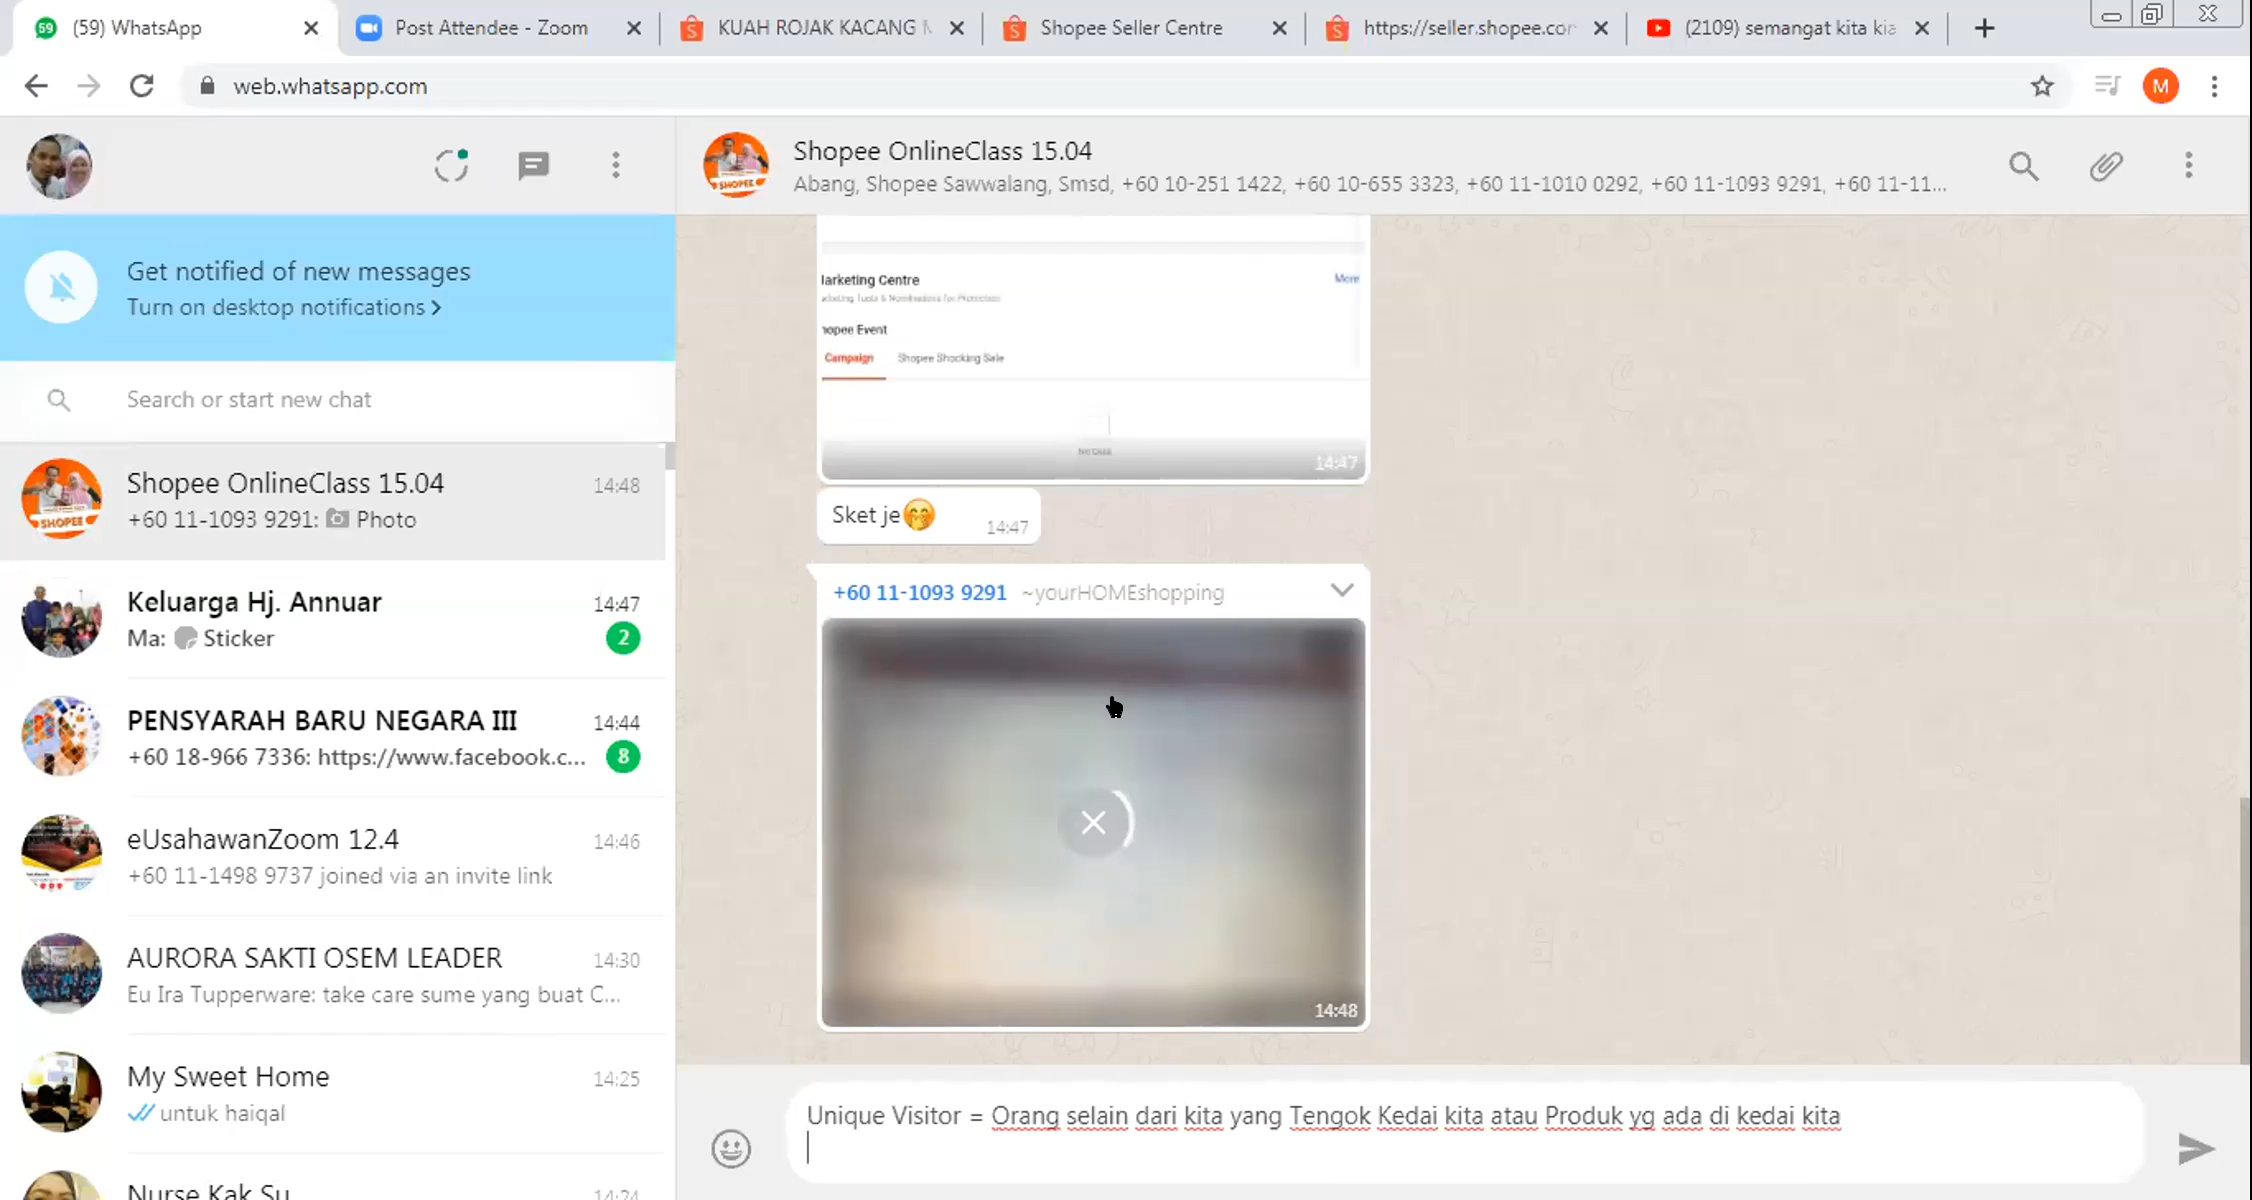 (59) WhatsApp
Post Attendee - Zoom
KUAH ROJAK KACANG
Shopee Seller Centre
https://seller.shopee.cor
(2109) semangat kita kia
web.whatsapp.com
M
Shopee OnlineClass 15.04
Abang, Shopee Sawwalang, Smsd, +60 10-251 1422, +60 10-655 3323, +60 11-1010 0292, +60 11-1093 9291, +60 11-11...
Get notified of new messages
Turn on desktop notifications >
Search or start new chat
Shopee OnlineClass 15.04
14:48
+60 11-1093 9291: Photo
Keluarga Hj. Annuar
14:47
Ma: Sticker
2
PENSYARAH BARU NEGARA III
14:44
+60 18-966 7336: https://www.facebook.c...
8
eUsahawanZoom 12.4
14:46
+60 11-1498 9737 joined via an invite link
AURORA SAKTI OSEM LEADER
14:30
Eu Ira Tupperware: take care sume yang buat C...
My Sweet Home
14:25
untuk haiqal
Nurse Kak Su
14:24
larketing Centre
More
hopee Event
Campaign
Shopee Shocking Sale
14:47
Sket je🤭
14:47
+60 11-1093 9291 ~yourHOMEshopping
14:48
Unique Visitor = Orang selain dari kita yang Tengok Kedai kita atau Produk yg ada di kedai kita